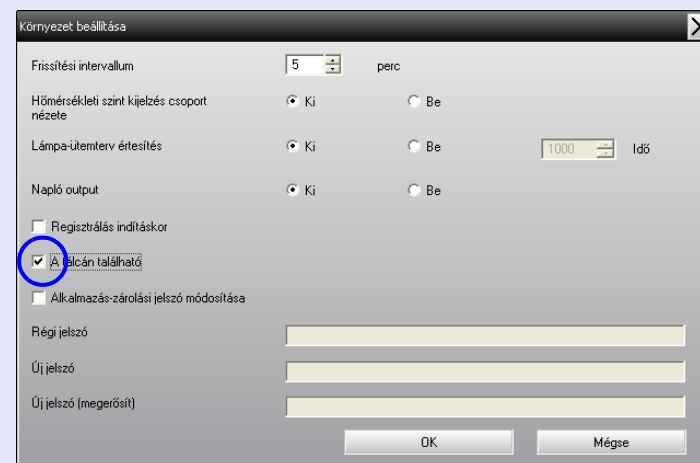 Környezet beállítása
Frissítési intervallum 5 perc
Hőmérsékleti szint kijelzés csoport nézete Ki Be
Lámpa-ütemterv értesítés Ki Be 1000 Idő
Napló output Ki Be
Regisztrálás indításkor
A tálcán található
Alkalmazás-zárolási jelszó módosítása
Régi jelszó
Új jelszó
Új jelszó (megerősít)
OK Mégse